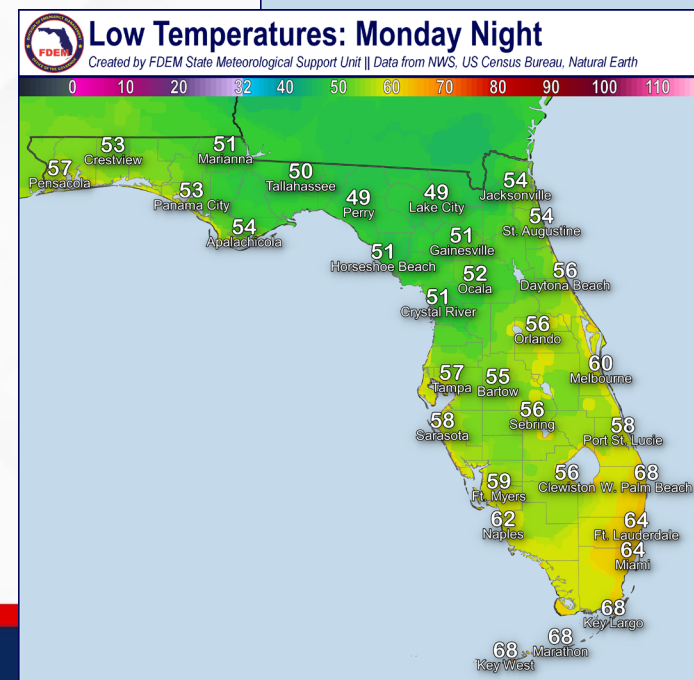 FDEM
Low Temperatures: Monday Night
Created by FDEM State Meteorological Support Unit || Data from NWS, US Census Bureau, Natural Earth
0 10 20 32 40 50 60 70 80 90 100 110
53
Crestview
51
Marianna
57
Pensacola
50
Tallahassee
53
Panama City
49
Perry
49
Lake City
54
Jacksonville
54
Apalachicola
54
St. Augustine
51
Horseshoe Beach
51
Gainesville
52
Ocala
56
Daytona Beach
51
Crystal River
56
Orlando
57
Tampa
55
Bartow
60
Melbourne
58
Sarasota
56
Sebring
58
Port St. Lucie
59
Ft. Myers
56
Clewiston
68
W. Palm Beach
62
Naples
64
Ft. Lauderdale
64
Miami
68
Key Largo
68
Marathon
68
Key West